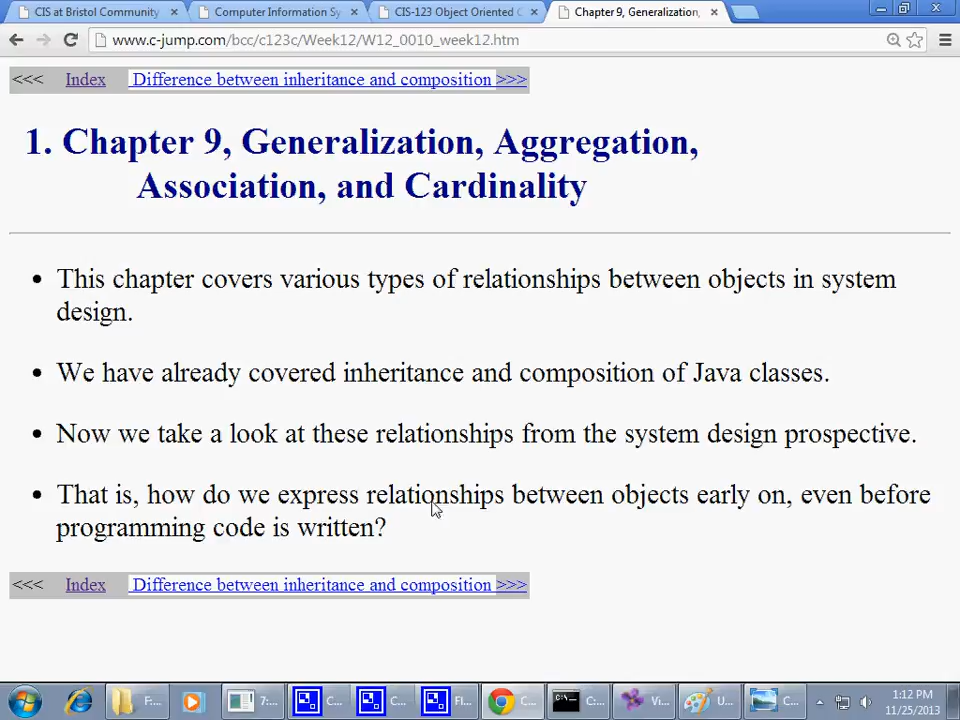 CIS at Bristol Community
Computer Information Sy
CIS-123 Object Oriented C
Chapter 9, Generalization,
www.c-jump.com/bcc/c123c/Week12/W12_0010_week12.htm
<<< Index Difference between inheritance and composition >>>
1. Chapter 9, Generalization, Aggregation,
Association, and Cardinality
• This chapter covers various types of relationships between objects in system
design.
• We have already covered inheritance and composition of Java classes.
• Now we take a look at these relationships from the system design prospective.
• That is, how do we express relationships between objects early on, even before
programming code is written?
<<< Index Difference between inheritance and composition >>>
F:...
7:...
C...
C...
Fl...
C...
C:...
Vi...
U...
C...
1:12 PM
11/25/2013